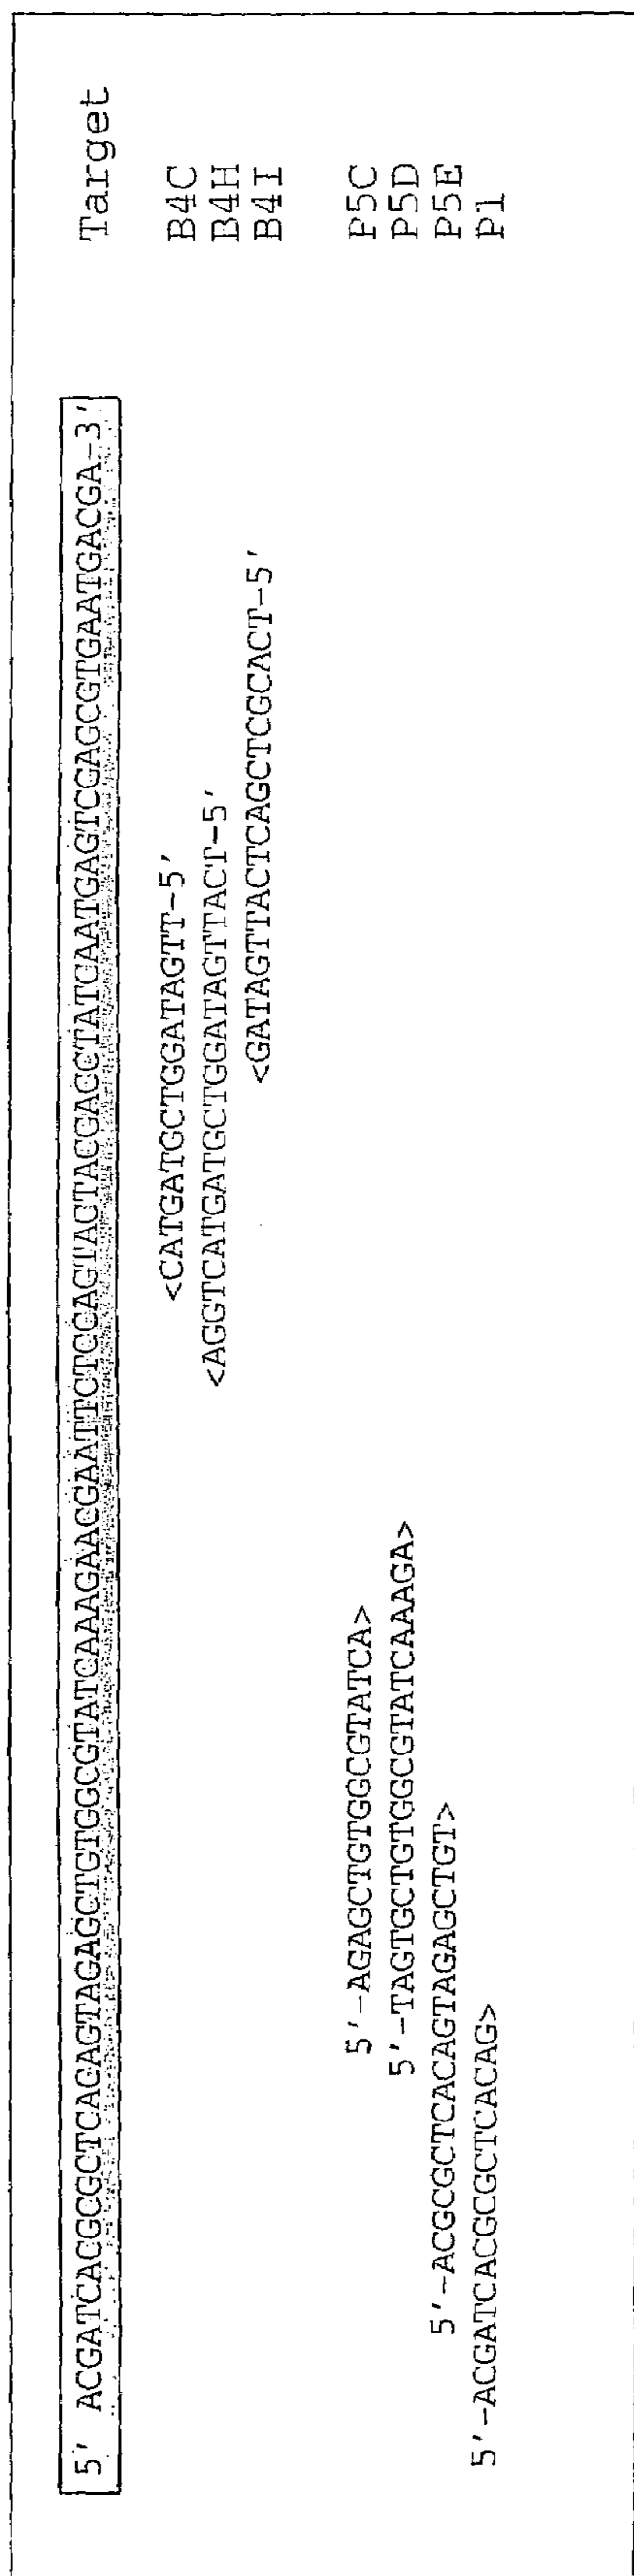 5' ACGATCACGCGCTCACAGTAGAGCTGTGGCGTATCAAAGAACGAATTCTCCAGTACTACGACCTATCAATGAGTCGAGCGTGAATGACGA-3' Target
<CATGATGCTGGATAGTT-5' B4C
<AGGTCATGATGCTGGATAGTTACT-5' B4H
<GATAGTTACTCAGCTCGCACT-5' B4I
5'-AGAGCTGTGGCGTATCA> P5C
5'-TAGTGCTGTGGCGTATCAAAGA> P5D
5'-ACGCGCTCACAGTAGAGCTGT> P5E
5'-ACGATCACGCGCTCACAG> P1